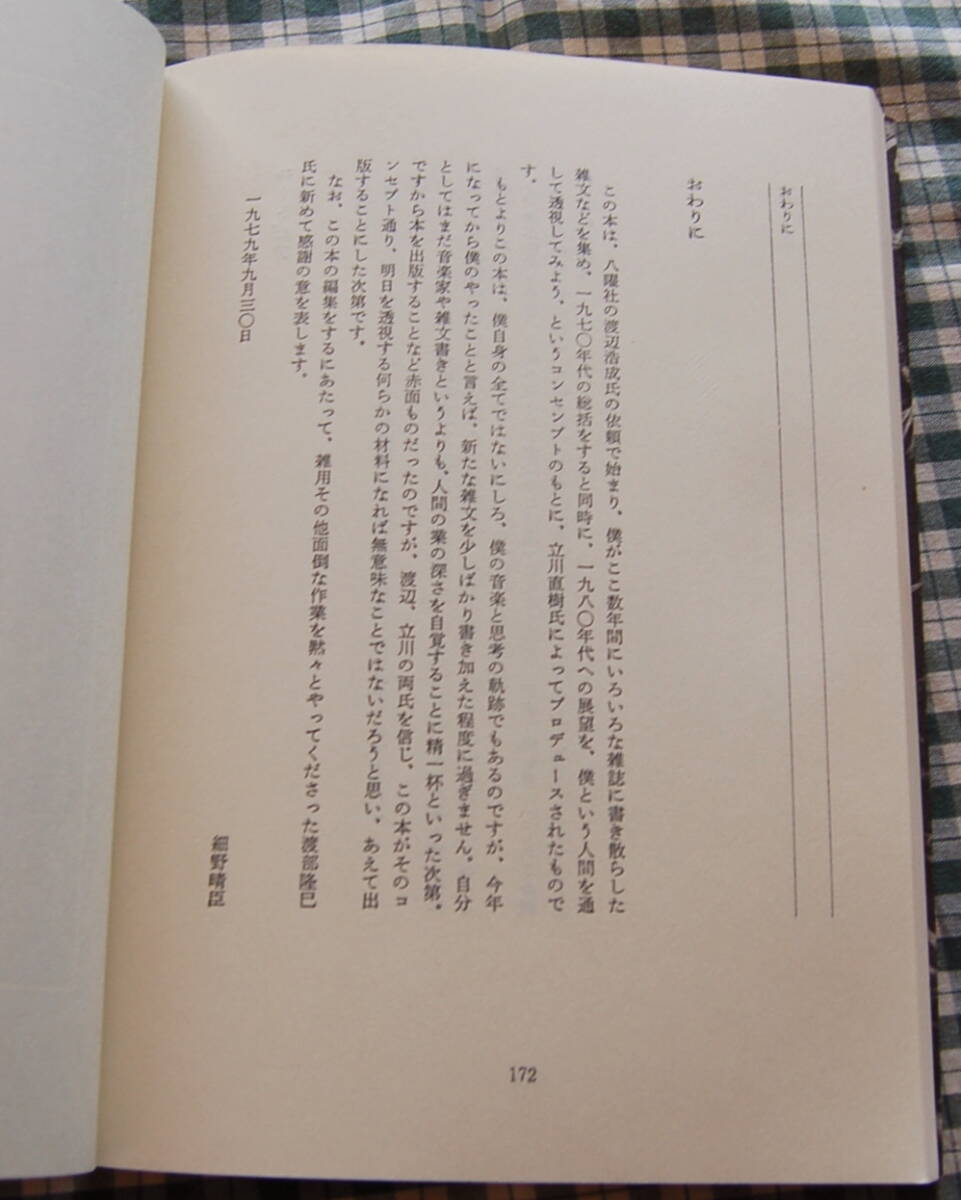 おわりに
おわりに
この本は、八曜社の渡辺浩成氏の依頼で始まり、僕がここ数年間にいろいろな雑誌に書き散らした
雑文などを集め、一九七〇年代の総括をすると同時に、一九八〇年代への展望を、僕という人間を通
して透視してみよう、というコンセプトのもとに、立川直樹氏によってプロデュースされたもので
す。
もとよりこの本は、僕自身の全てではないにしろ、僕の音楽と思考の軌跡でもあるのですが、今年
になってから僕のやったことと言えば、新たな雑文を少しばかり書き加えた程度に過ぎません。自分
としてはまだ音楽家や雑文書きというよりも、人間の業の深さを自覚することに精一杯といった次第。
ですから本を出版することなど赤面ものだったのですが、渡辺、立川の両氏を信じ、この本がそのコ
ンセプト通り、明日を透視する何らかの材料になれば無意味なことではないだろうと思い、あえて出
版することにした次第です。
なお、この本の編集をするにあたって、雑用その他面倒な作業を黙々とやってくださった渡部隆巳
氏に新めて感謝の意を表します。
一九七九年九月三〇日
細野晴臣
172